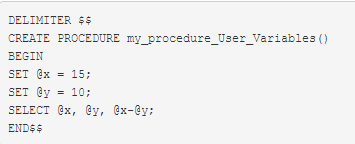 DELIMITER $$
CREATE PROCEDURE my_procedure_User_Variables()
BEGIN
SET @x = 15;
SET @y = 10;
SELECT @x, @y, @x-@y;
END$$